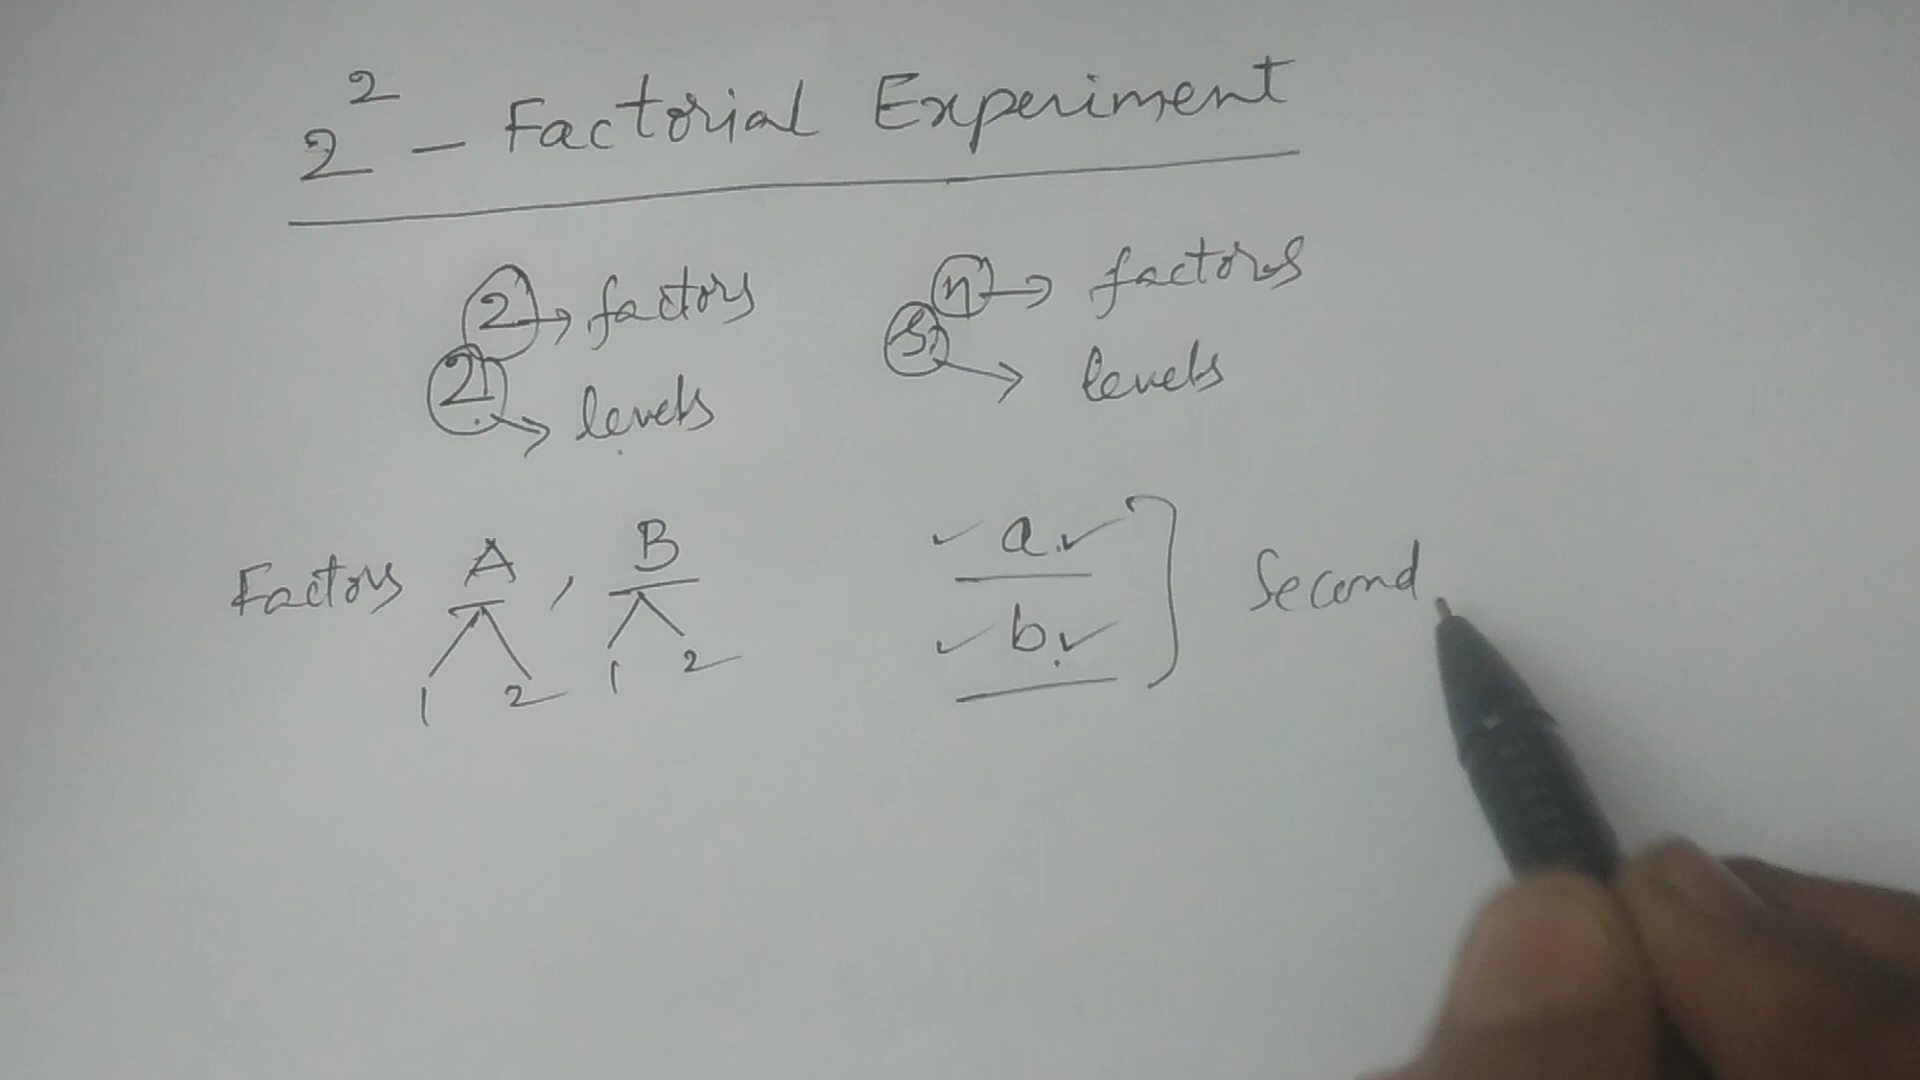 2² - Factorial Experiment
2 → factors
2 → levels
n → factors
s → levels
Factors A , B
1 2 1 2
✓ a ✓
✓ b ✓
Second